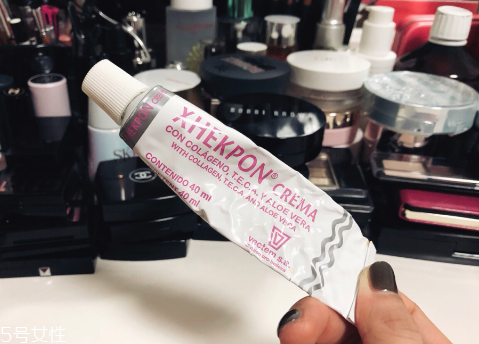 XHEKPON® CREMA
CON COLÁGENO, T.E.C.A. Y ALOE VERA
WITH COLLAGEN, T.E.C.A. AND ALOE VERA
CONTENIDO 40 ml
40 ml
vectem s.a.
5号女性